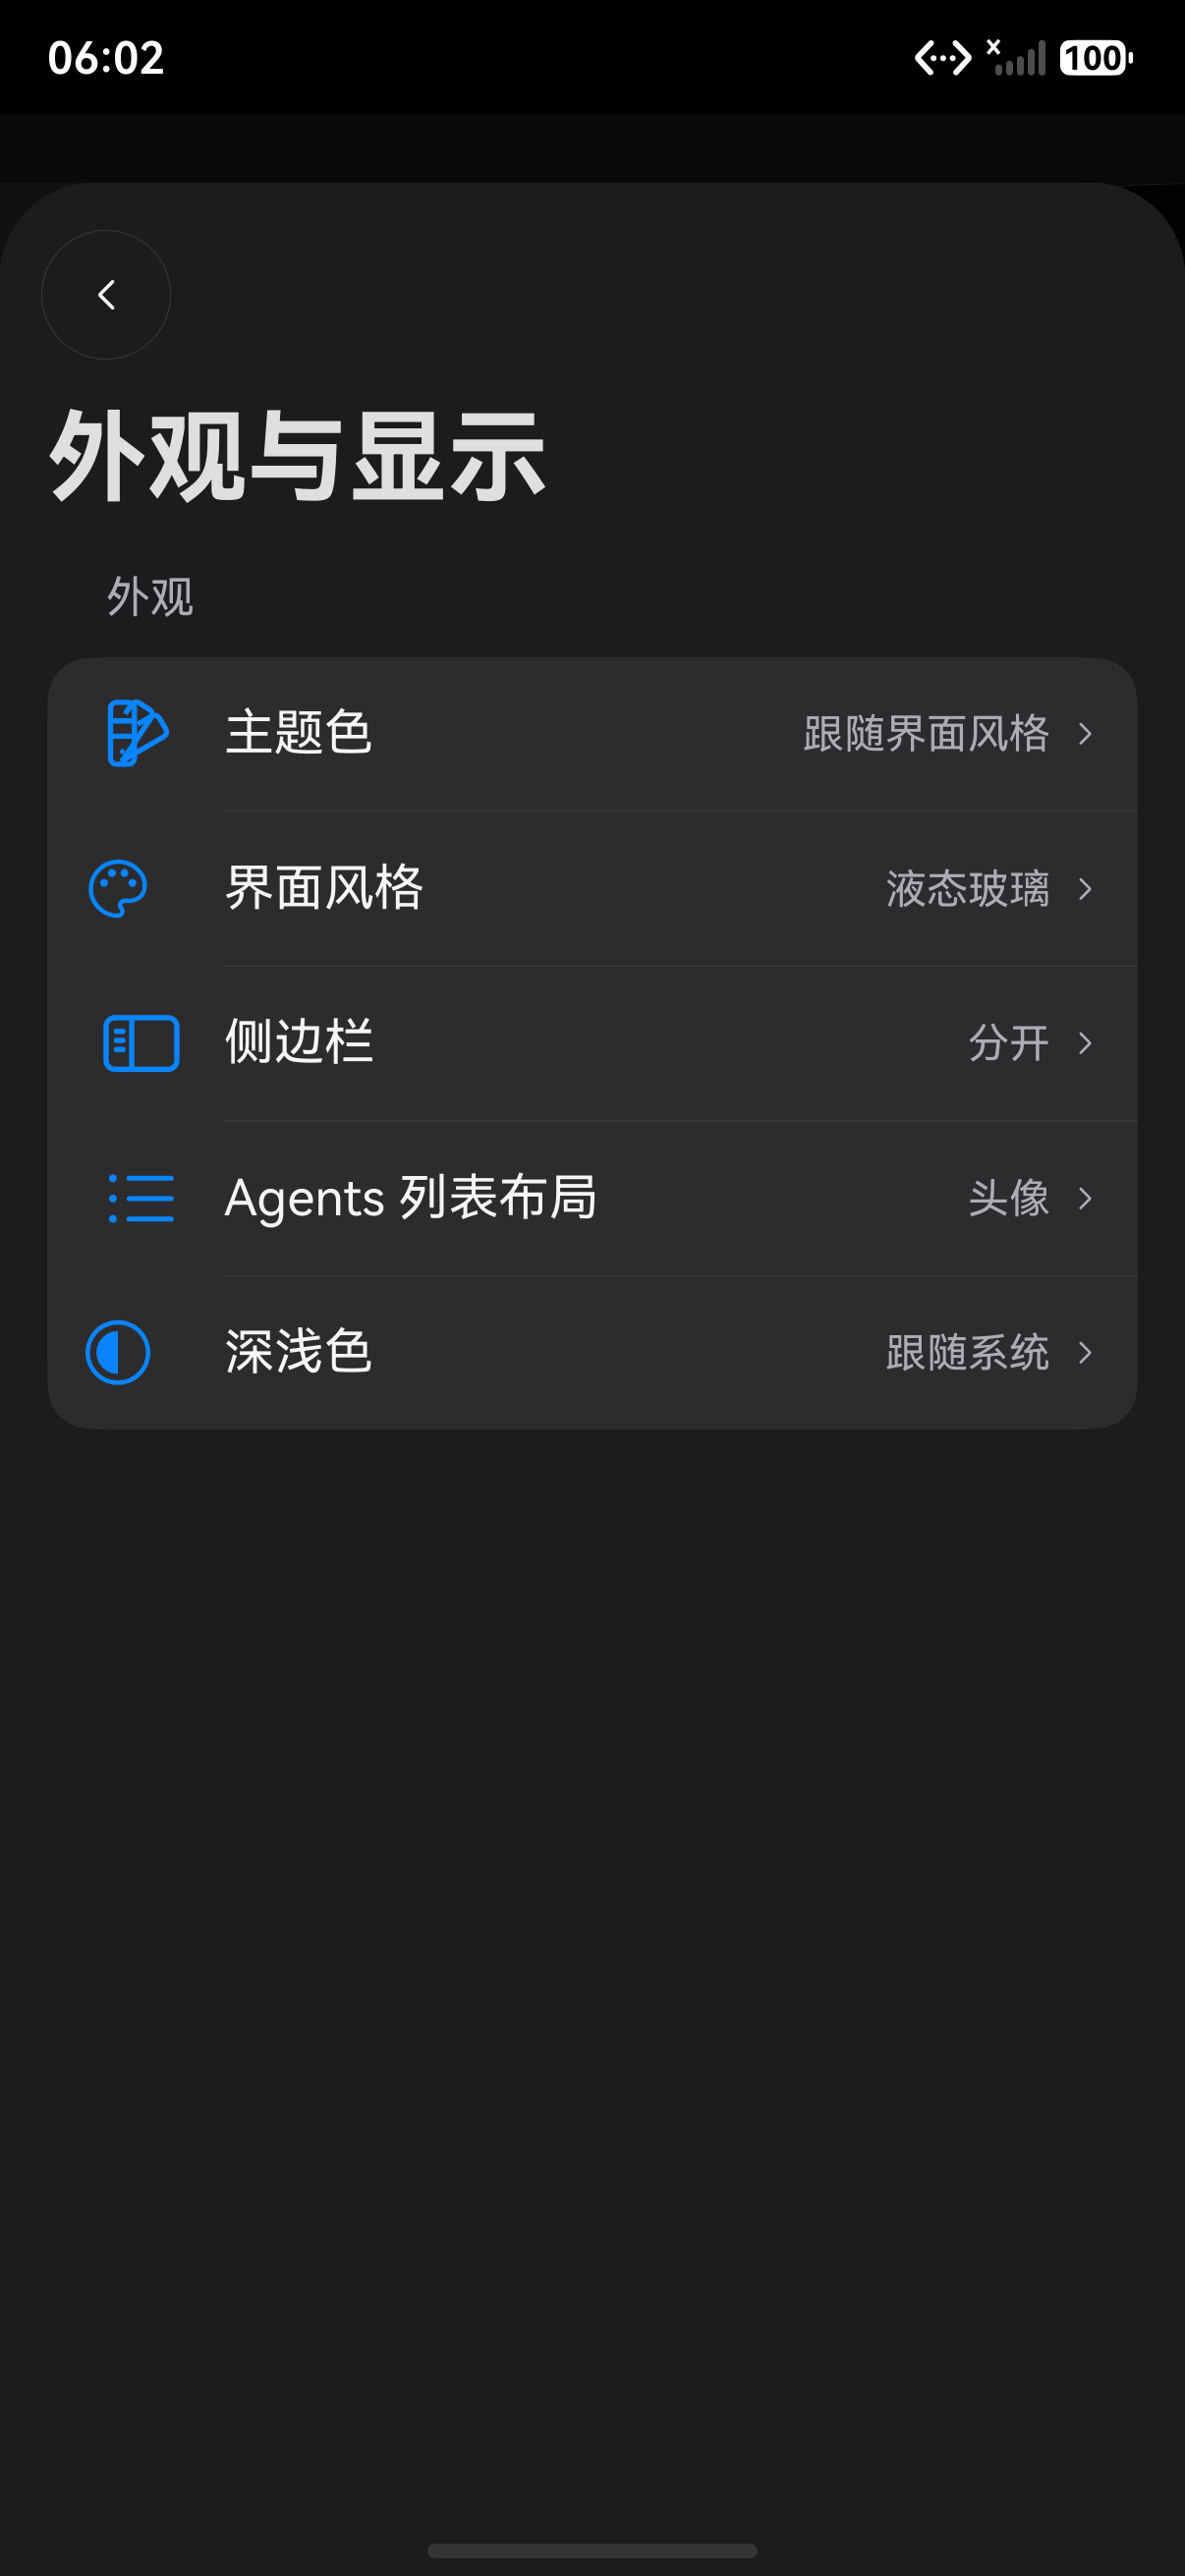 06:02
100
外观与显示
外观
主题色 跟随界面风格
界面风格 液态玻璃
侧边栏 分开
Agents 列表布局 头像
深浅色 跟随系统